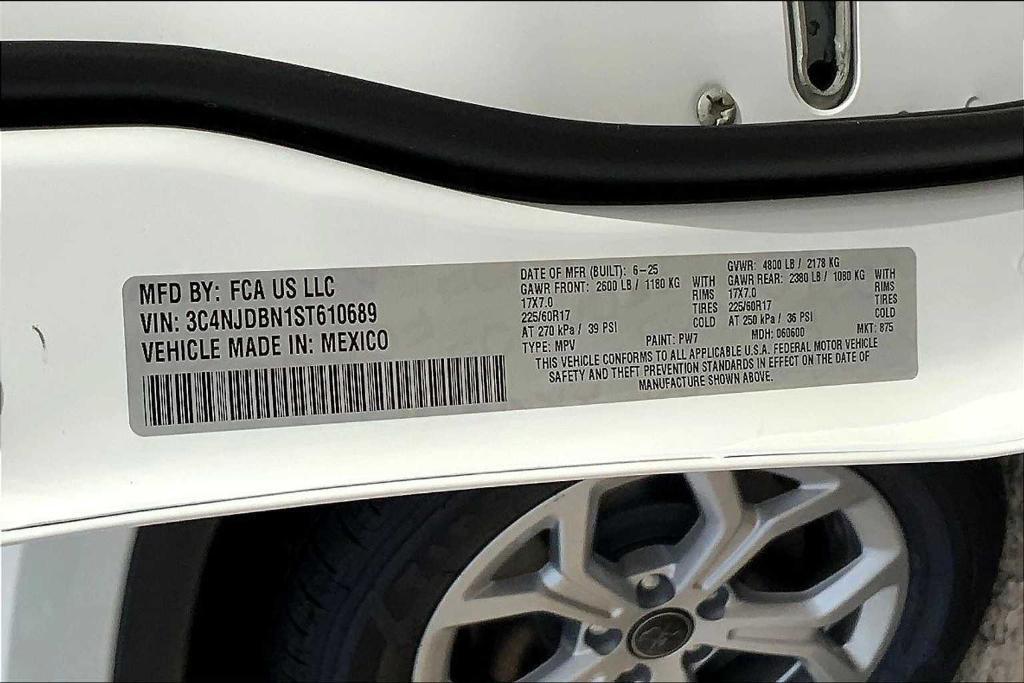 MFD BY: FCA US LLC
VIN: 3C4NJDBN1ST610689
VEHICLE MADE IN: MEXICO
DATE OF MFR (BUILT): 6-25
GAWR FRONT: 2600 LB / 1180 KG
17X7.0
225/60R17
AT 270 kPa / 39 PSI
WITH
RIMS
TIRES
COLD
GVWR: 4800 LB / 2178 KG
GAWR REAR: 2380 LB / 1080 KG
17X7.0
225/60R17
AT 250 kPa / 36 PSI
WITH
RIMS
TIRES
COLD
TYPE: MPV PAINT: PW7 MDH: 060600 MKT: 875
THIS VEHICLE CONFORMS TO ALL APPLICABLE U.S.A. FEDERAL MOTOR VEHICLE
SAFETY AND THEFT PREVENTION STANDARDS IN EFFECT ON THE DATE OF
MANUFACTURE SHOWN ABOVE.